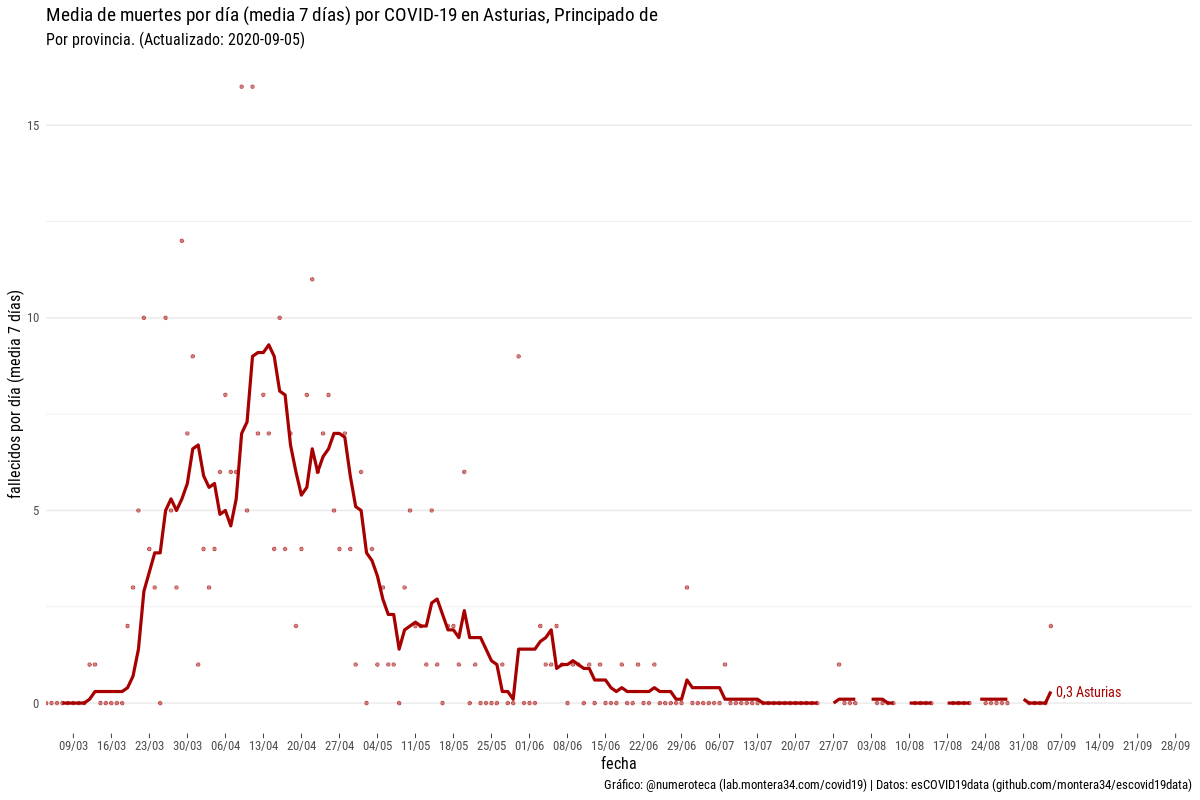 Media de muertes por día (media 7 días) por COVID-19 en Asturias, Principado de
Por provincia. (Actualizado: 2020-09-05)
fallecidos por día (media 7 días)
15
10
5
0
0,3 Asturias
09/03 16/03 23/03 30/03 06/04 13/04 20/04 27/04 04/05 11/05 18/05 25/05 01/06 08/06 15/06 22/06 29/06 06/07 13/07 20/07 27/07 03/08 10/08 17/08 24/08 31/08 07/09 14/09 21/09 28/09
fecha
Gráfico: @numeroteca (lab.montera34.com/covid19) | Datos: esCOVID19data (github.com/montera34/escovid19data)